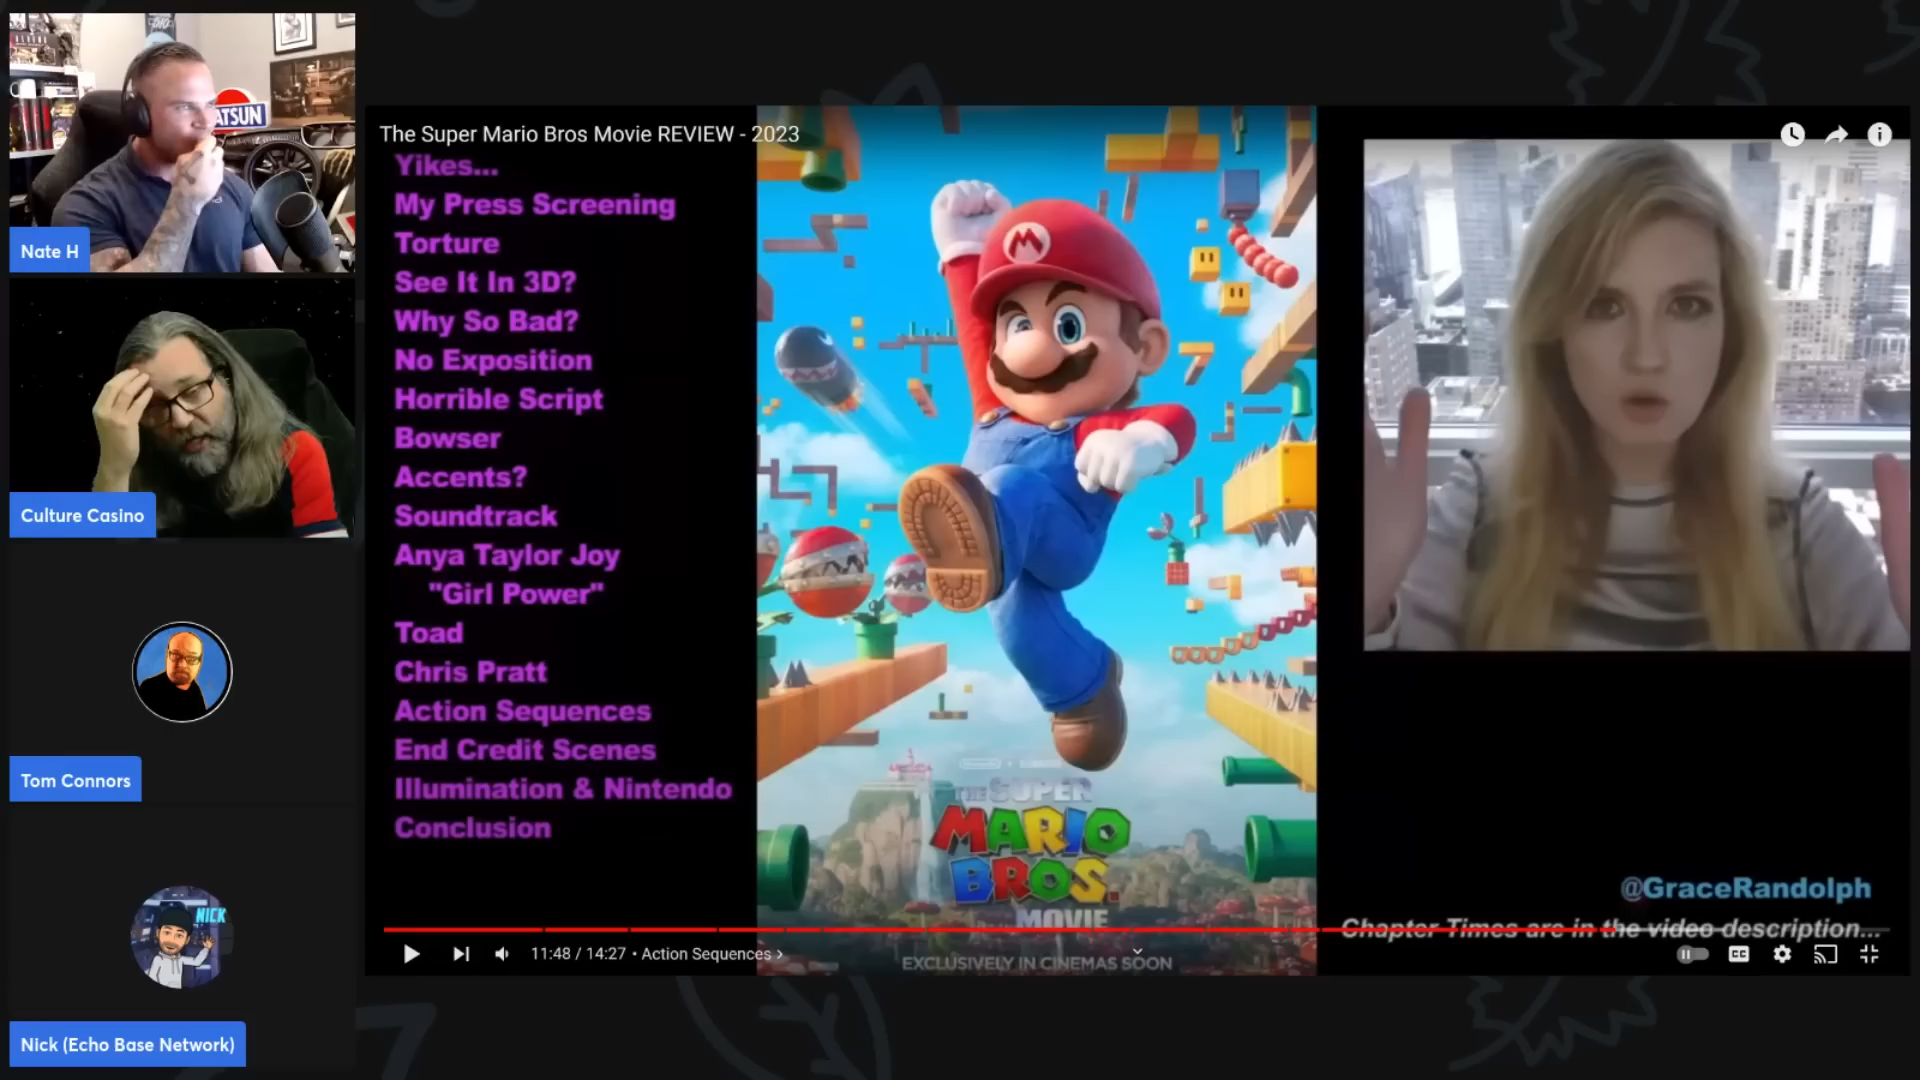 ATSUN
Nate H
Culture Casino
Tom Connors
NICK
Nick (Echo Base Network)
The Super Mario Bros Movie REVIEW - 2023
Yikes...
My Press Screening
Torture
See It In 3D?
Why So Bad?
No Exposition
Horrible Script
Bowser
Accents?
Soundtrack
Anya Taylor Joy
"Girl Power"
Toad
Chris Pratt
Action Sequences
End Credit Scenes
Illumination & Nintendo
Conclusion
M
THE SUPER
MARIO
BROS.
MOVIE
EXCLUSIVELY IN CINEMAS SOON
@GraceRandolph
Chapter Times are in the video description...
11:48 / 14:27 • Action Sequences
CC